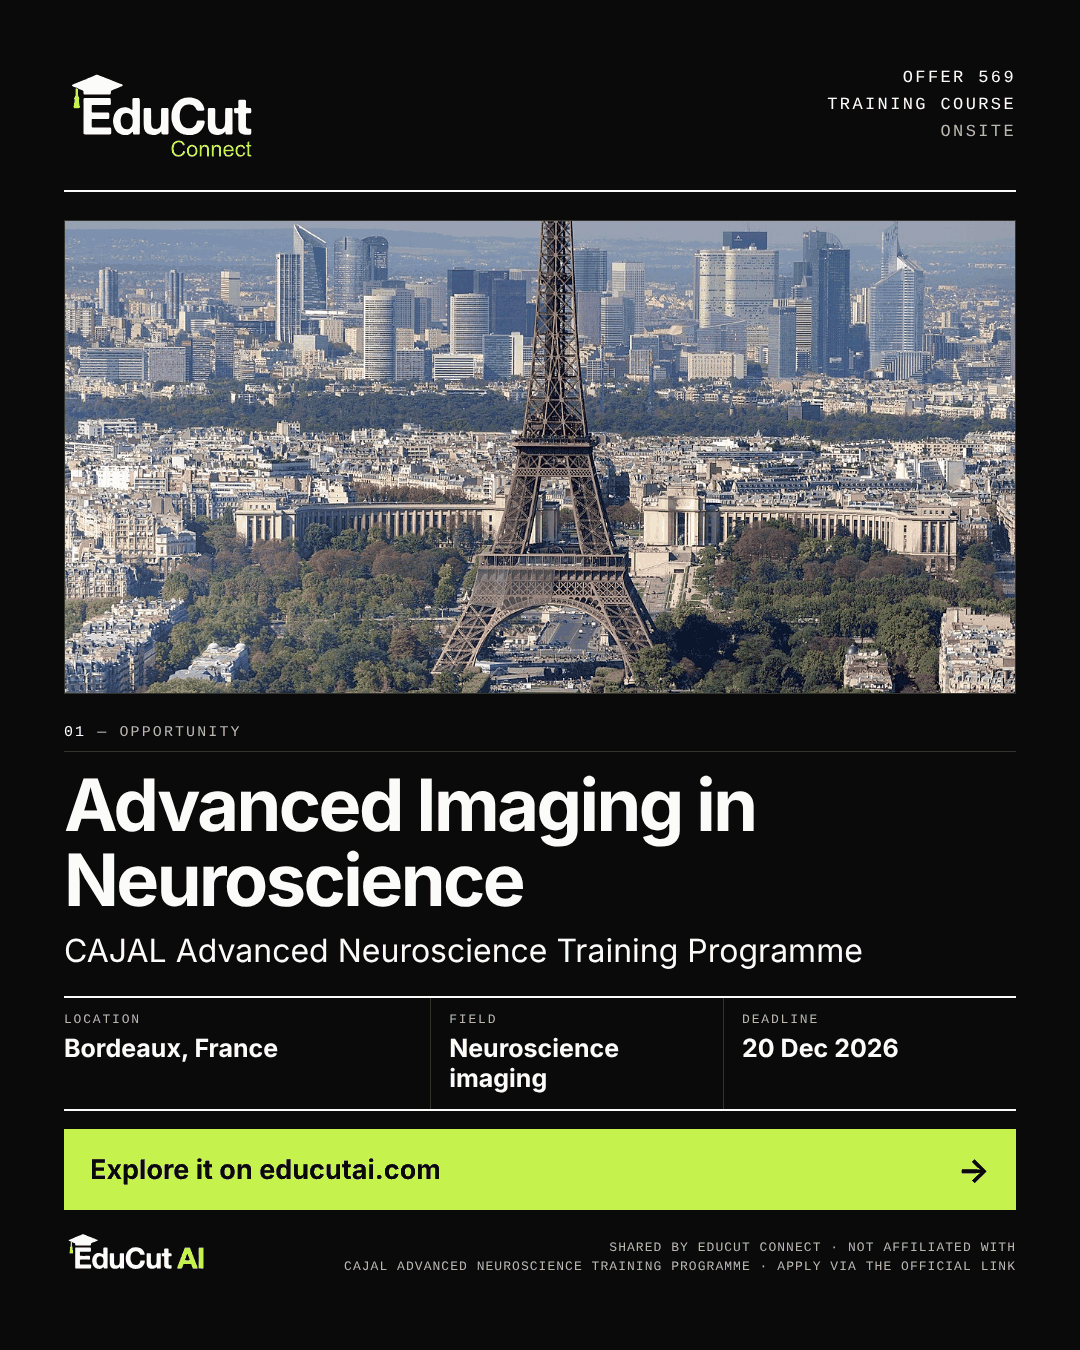 EduCut
Connect
OFFER 569
TRAINING COURSE
ONSITE
01 — OPPORTUNITY
Advanced Imaging in
Neuroscience
CAJAL Advanced Neuroscience Training Programme
LOCATION
Bordeaux, France
FIELD
Neuroscience
imaging
DEADLINE
20 Dec 2026
Explore it on educutai.com →
EduCut AI
SHARED BY EDUCUT CONNECT · NOT AFFILIATED WITH
CAJAL ADVANCED NEUROSCIENCE TRAINING PROGRAMME · APPLY VIA THE OFFICIAL LINK